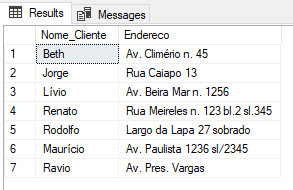 Results Messages
Nome_Cliente Endereco
1 Beth Av. Climério n. 45
2 Jorge Rua Caiapo 13
3 Lívio Av. Beira Mar n. 1256
4 Renato Rua Meireles n. 123 bl.2 sl.345
5 Rodolfo Largo da Lapa 27 sobrado
6 Maurício Av. Paulista 1236 sl/2345
7 Ravio Av. Pres. Vargas